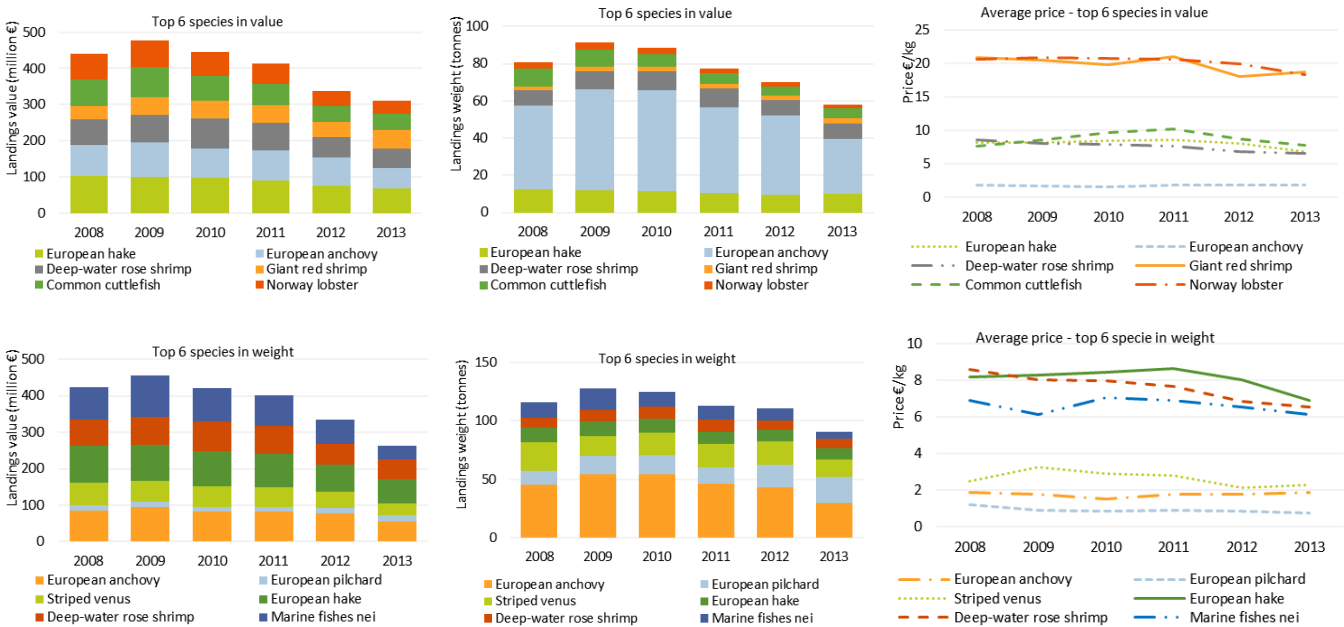 Top 6 species in value
Landings value (million €)
500
400
300
200
100
0
2008 2009 2010 2011 2012 2013
European hake European anchovy
Deep-water rose shrimp Giant red shrimp
Common cuttlefish Norway lobster
Top 6 species in value
Landings weight (tonnes)
100
80
60
40
20
0
2008 2009 2010 2011 2012 2013
European hake European anchovy
Deep-water rose shrimp Giant red shrimp
Common cuttlefish Norway lobster
Average price - top 6 species in value
Price €/kg
25
20
15
10
5
0
2008 2009 2010 2011 2012 2013
European hake European anchovy
Deep-water rose shrimp Giant red shrimp
Common cuttlefish Norway lobster
Top 6 species in weight
Landings value (million €)
500
400
300
200
100
0
2008 2009 2010 2011 2012 2013
European anchovy European pilchard
Striped venus European hake
Deep-water rose shrimp Marine fishes nei
Top 6 species in weight
Landings weight (tonnes)
150
100
50
0
2008 2009 2010 2011 2012 2013
European anchovy European pilchard
Striped venus European hake
Deep-water rose shrimp Marine fishes nei
Average price - top 6 specie in weight
Price €/kg
10
8
6
4
2
0
2008 2009 2010 2011 2012 2013
European anchovy European pilchard
Striped venus European hake
Deep-water rose shrimp Marine fishes nei